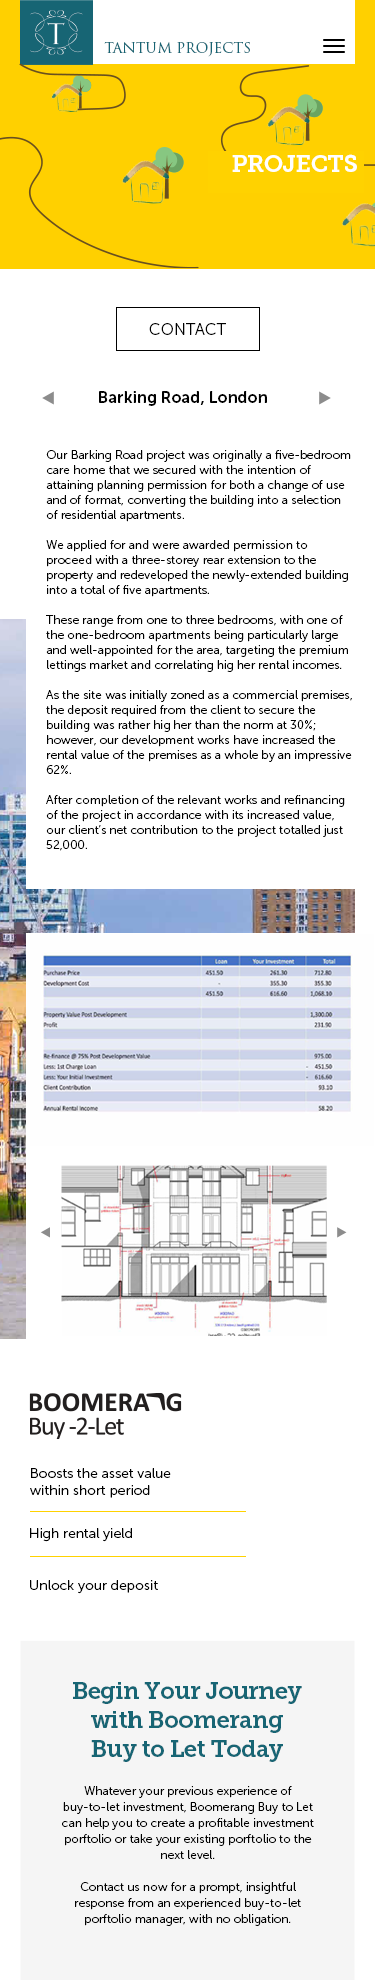 T
TANTUM PROJECTS
PROJECTS
CONTACT
Barking Road, London
Our Barking Road project was originally a five-bedroom
care home that we secured with the intention of
attaining planning permission for both a change of use
and of format, converting the building into a selection
of residential apartments.
We applied for and were awarded permission to
proceed with a three-storey rear extension to the
property and redeveloped the newly-extended building
into a total of five apartments.
These range from one to three bedrooms, with one of
the one-bedroom apartments being particularly large
and well-appointed for the area, targeting the premium
lettings market and correlating hig her rental incomes.
As the site was initially zoned as a commercial premises,
the deposit required from the client to secure the
building was rather hig her than the norm at 30%;
however, our development works have increased the
rental value of the premises as a whole by an impressive
62%.
After completion of the relevant works and refinancing
of the project in accordance with its increased value,
our client's net contribution to the project totalled just
52,000.
Loan Your Investment Total
Purchase Price 451.50 261.30 712.80
Development Cost - 355.30 355.30
451.50 616.60 1,068.10
Property Value Post Development 1,300.00
Profit 231.90
Re-finance @ 75% Post Development Value 975.00
Less: 1st Charge Loan - 451.50
Less: Your Initial Investment - 616.60
Client Contribution 93.10
Annual Rental Income 58.20
BOOMERANG
Buy -2-Let
Boosts the asset value
within short period
High rental yield
Unlock your deposit
Begin Your Journey
with Boomerang
Buy to Let Today
Whatever your previous experience of
buy-to-let investment, Boomerang Buy to Let
can help you to create a profitable investment
porftolio or take your existing porftolio to the
next level.
Contact us now for a prompt, insightful
response from an experienced buy-to-let
porftolio manager, with no obligation.